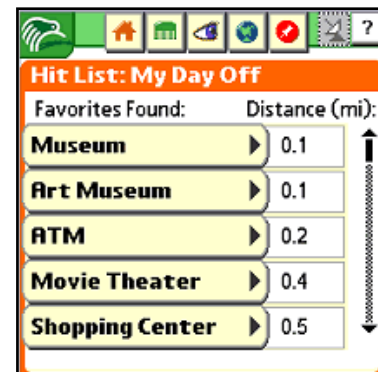 ?
Hit List: My Day Off
Favorites Found: Distance (mi):
Museum 0.1
Art Museum 0.1
ATM 0.2
Movie Theater 0.4
Shopping Center 0.5